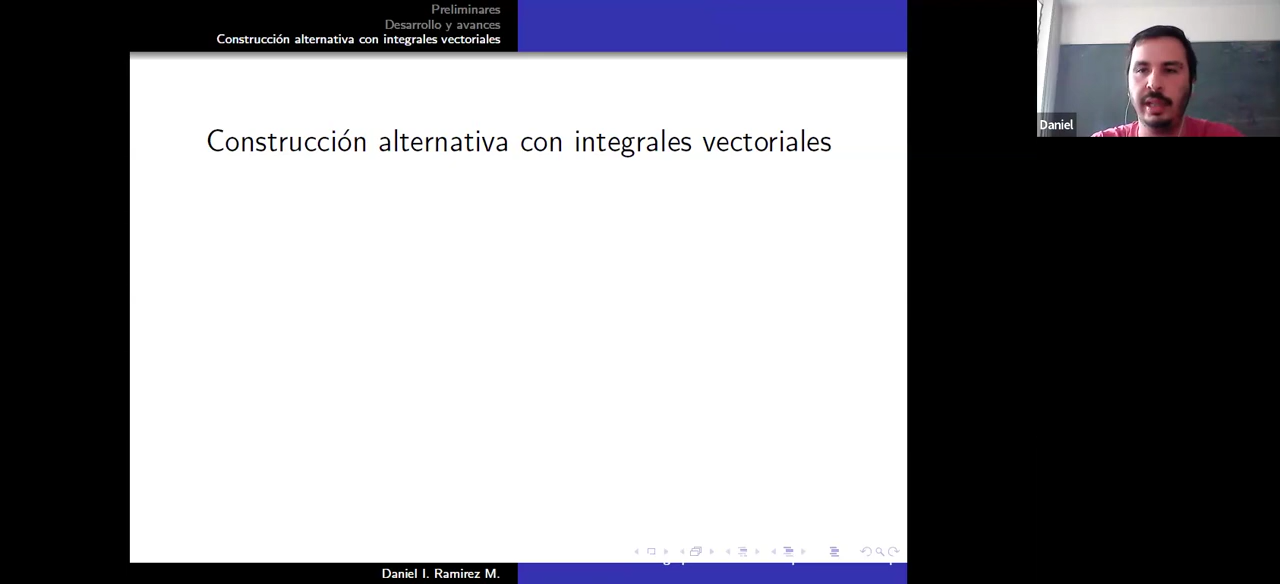 Preliminares
Desarrollo y avances
Construcción alternativa con integrales vectoriales
Daniel
Construcción alternativa con integrales vectoriales
Daniel I. Ramirez M.